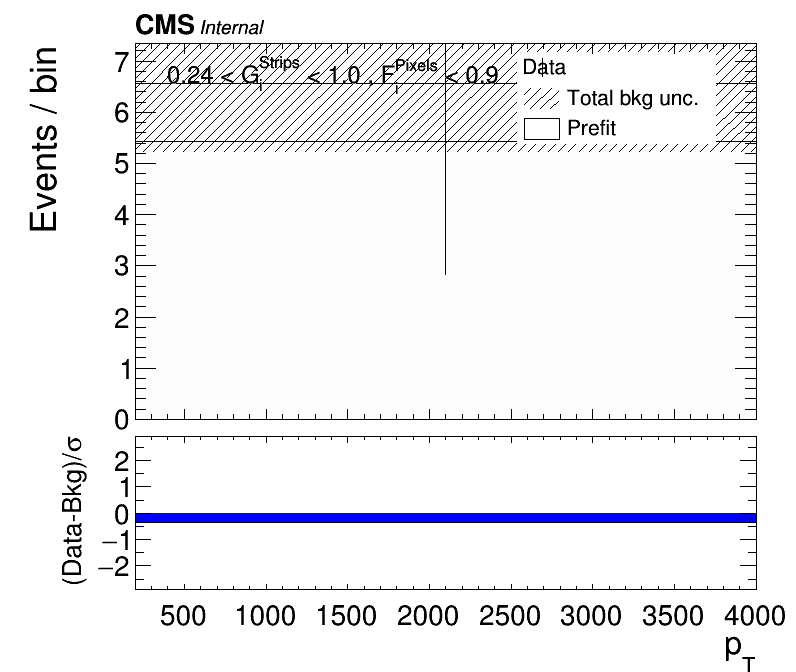 CMS Internal
Events / bin
7
6
5
4
3
2
1
0
0.24 < G_i^Strips < 1.0 , F_i^Pixels < 0.9
Data
Total bkg unc.
Prefit
(Data-Bkg)/σ
2
1
0
−1
−2
500 1000 1500 2000 2500 3000 3500 4000
p_T